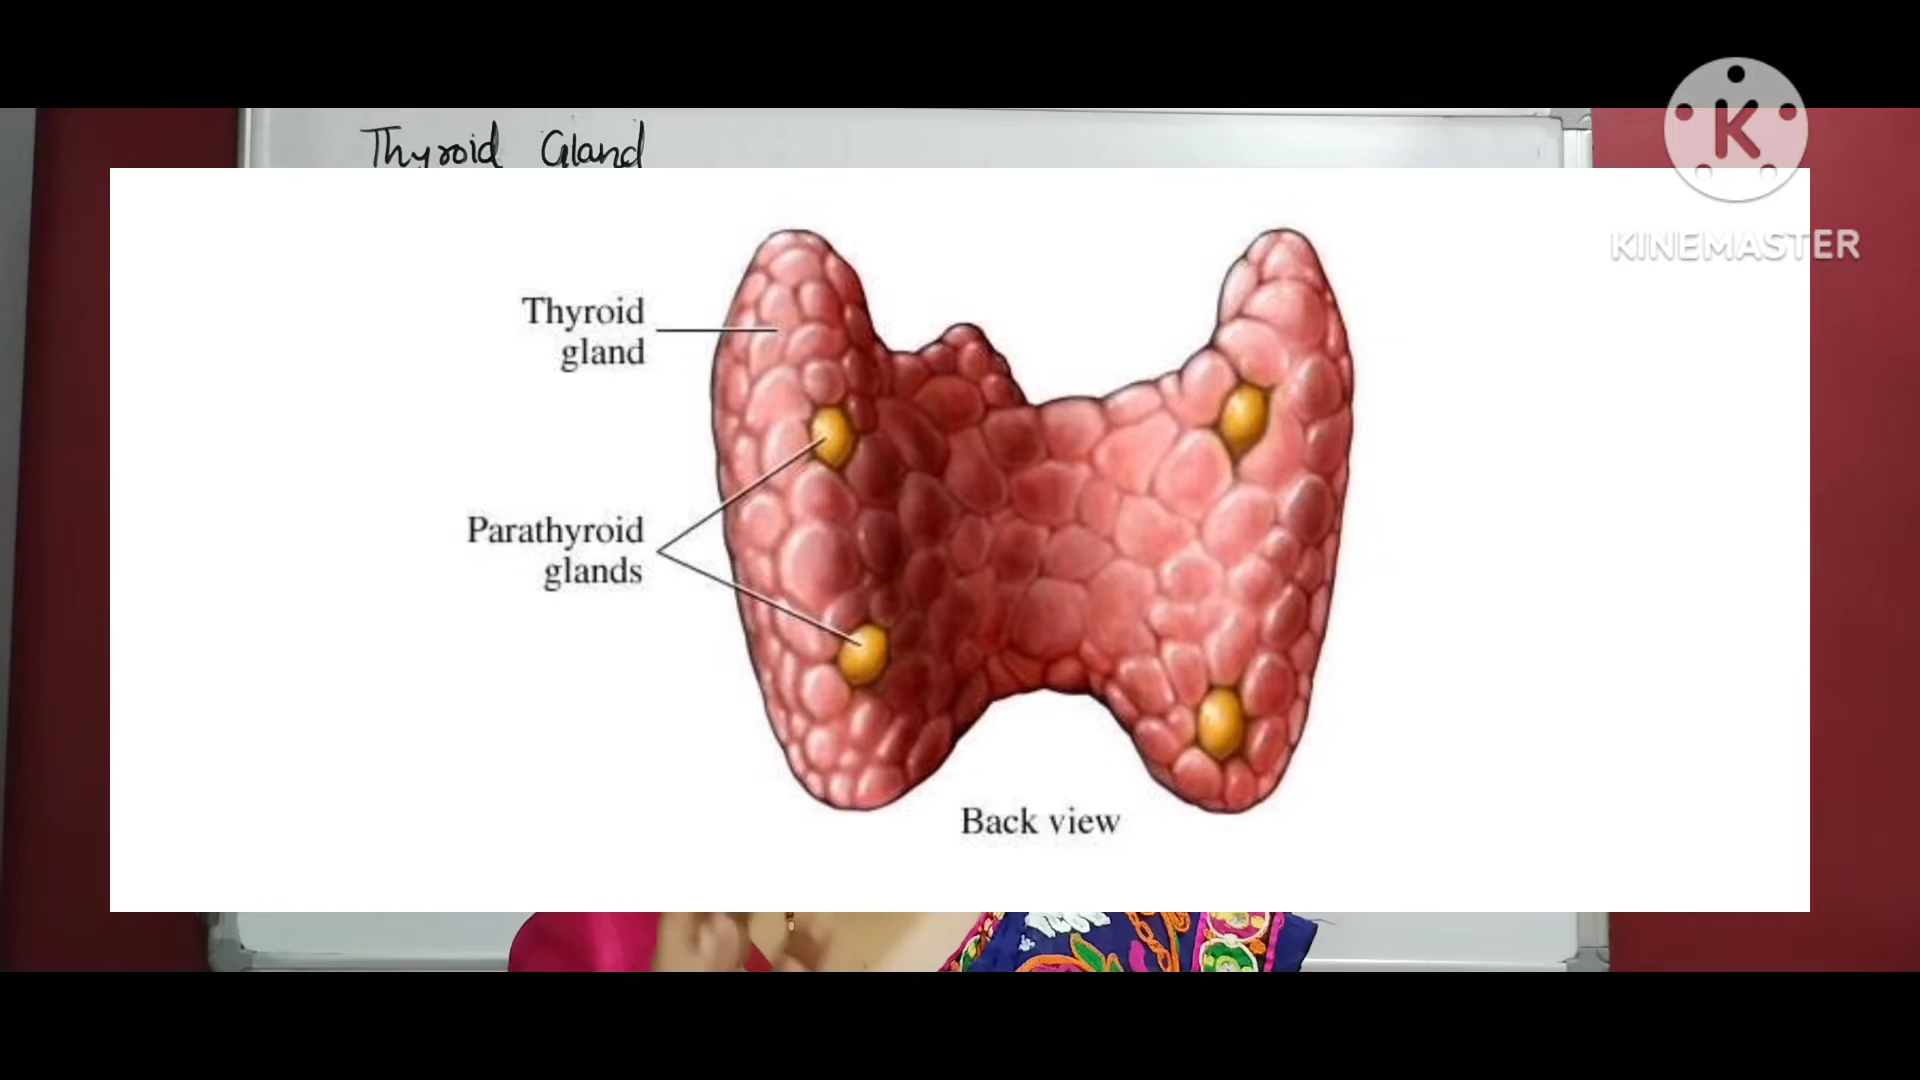 Thyroid Gland
K
KINEMASTER
Thyroid
gland
Parathyroid
glands
Back view